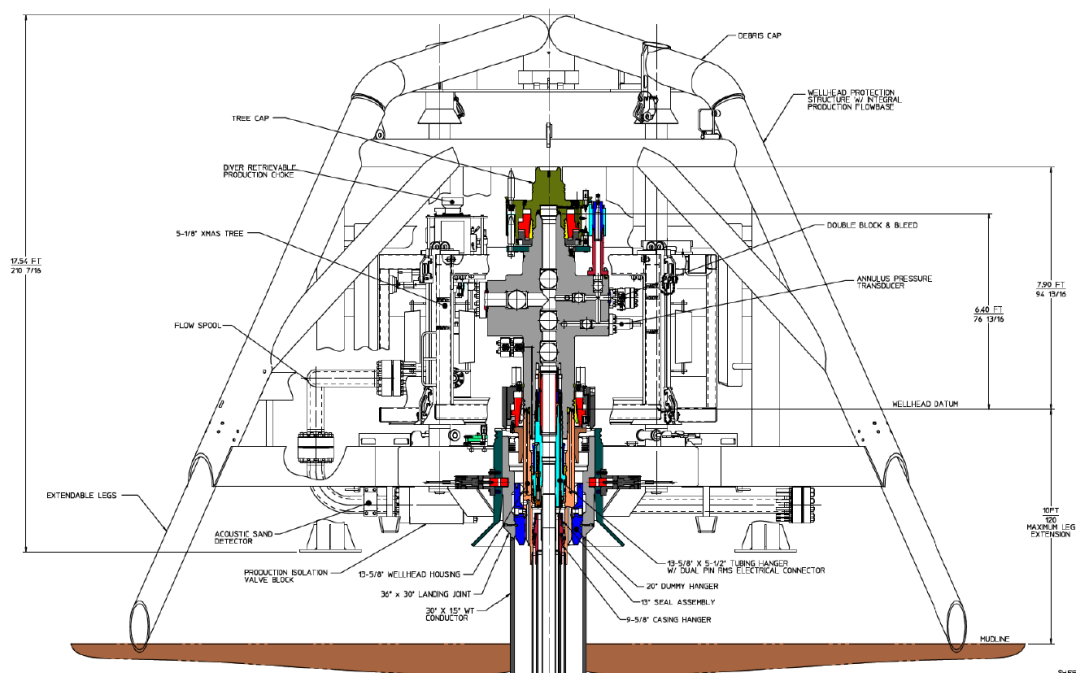 DEBRIS CAP
WELLHEAD PROTECTION
STRUCTURE W/ INTEGRAL
PRODUCTION FLOWBASE
TREE CAP
DIVER RETRIEVABLE
PRODUCTION CHOKE
5-1/8" XMAS TREE
DOUBLE BLOCK & BLEED
17.54 FT
210 7/16
ANNULUS PRESSURE
TRANSDUCER
7.90 FT
94 13/16
6.40 FT
76 13/16
FLOW SPOOL
WELLHEAD DATUM
EXTENDABLE LEGS
10FT
120
MAXIMUM LEG
EXTENSION
ACOUSTIC SAND
DETECTOR
PRODUCTION ISOLATION
VALVE BLOCK
13-5/8" WELLHEAD HOUSING
36" x 30" LANDING JOINT
30" X 15" WT
CONDUCTOR
13-5/8" X 5-1/2" TUBING HANGER
W/ DUAL PIN RMS ELECTRICAL CONNECTOR
20" DUMMY HANGER
13" SEAL ASSEMBLY
9-5/8" CASING HANGER
MUDLINE